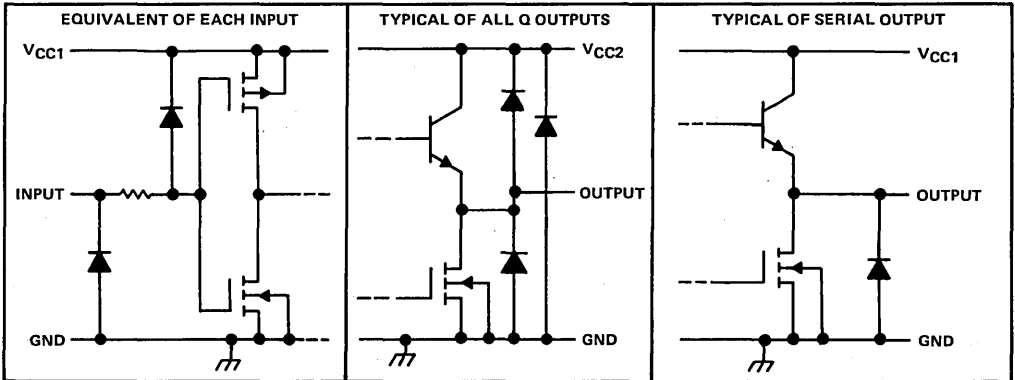 EQUIVALENT OF EACH INPUT
VCC1
INPUT
GND
TYPICAL OF ALL Q OUTPUTS
VCC2
OUTPUT
GND
TYPICAL OF SERIAL OUTPUT
VCC1
OUTPUT
GND